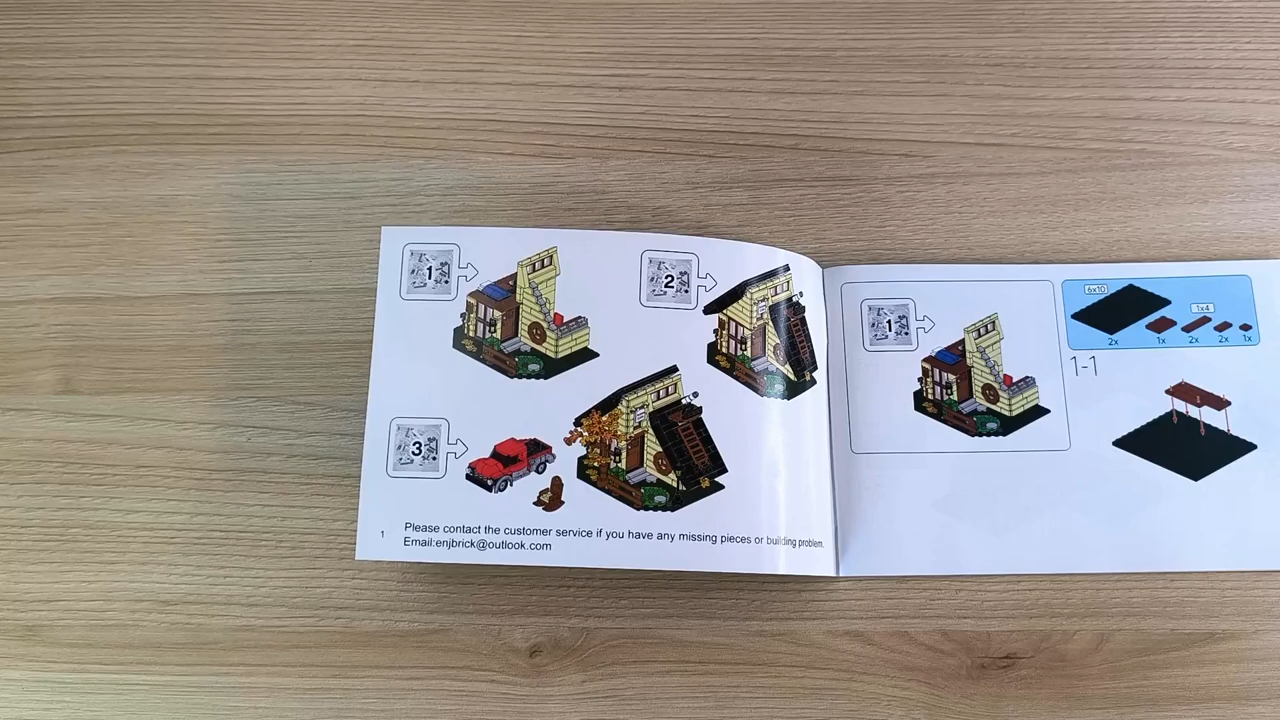 1
2
3
1
Please contact the customer service if you have any missing pieces or building problem.
Email:enjbrick@outlook.com
1
6x10
1x4
2x 1x 2x 2x 1x
1-1